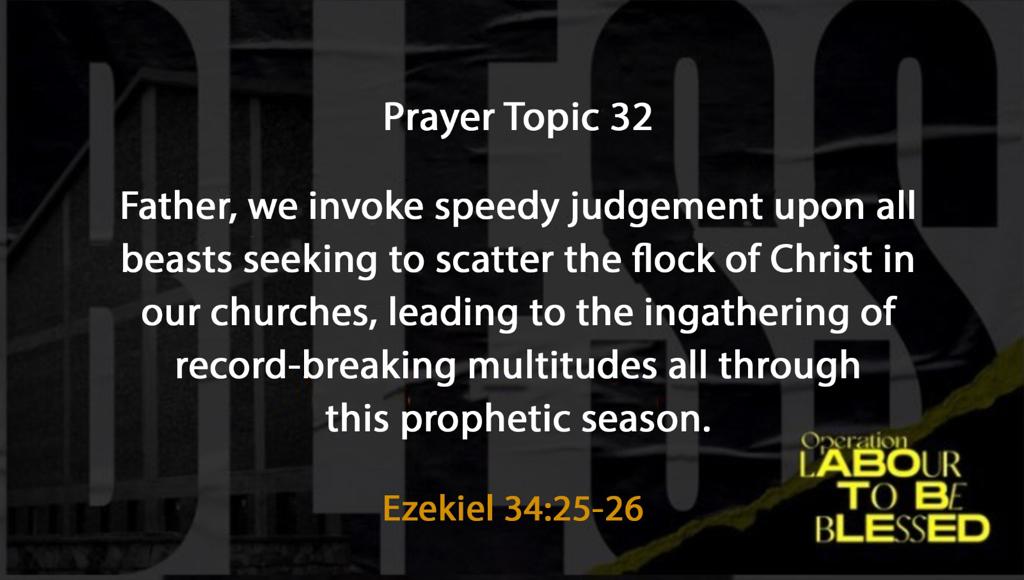 BLESS
Prayer Topic 32
Father, we invoke speedy judgement upon all
beasts seeking to scatter the flock of Christ in
our churches, leading to the ingathering of
record-breaking multitudes all through
this prophetic season.
Ezekiel 34:25-26
Operation
LABOUR
TO BE
BLESSED